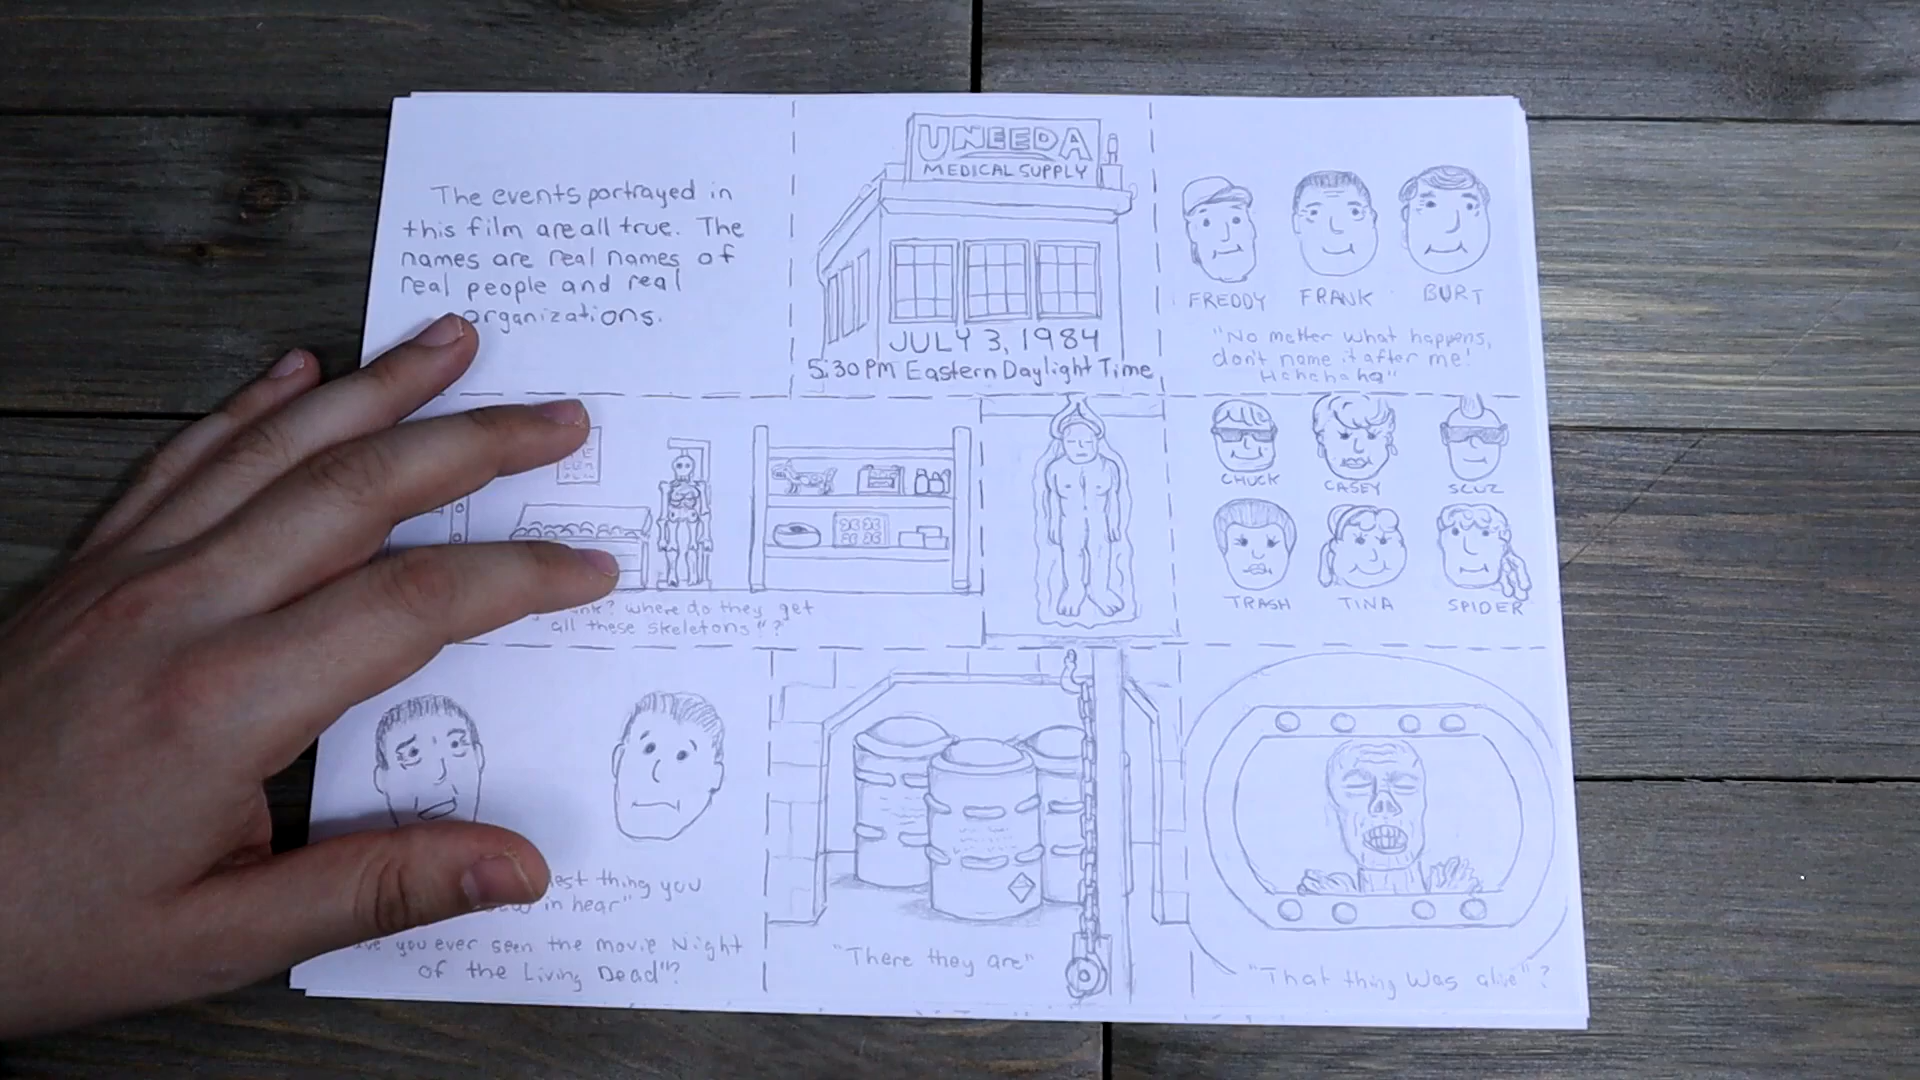 The events portrayed in
this film are all true. The
names are real names of
real people and real
organizations.
UNEEDA
MEDICAL SUPPLY
JULY 3, 1984
5:30 PM Eastern Daylight Time
FREDDY FRANK BURT
"No matter what happens,
don't name it after me!
Hahahaha"
where do they get
all these skeletons"?
CHUCK CASEY SCUZ
TRASH TINA SPIDER
thing you
in hear"
you ever seen the movie Night
of the Living Dead"?
"There they are"
"That thing was alive"?